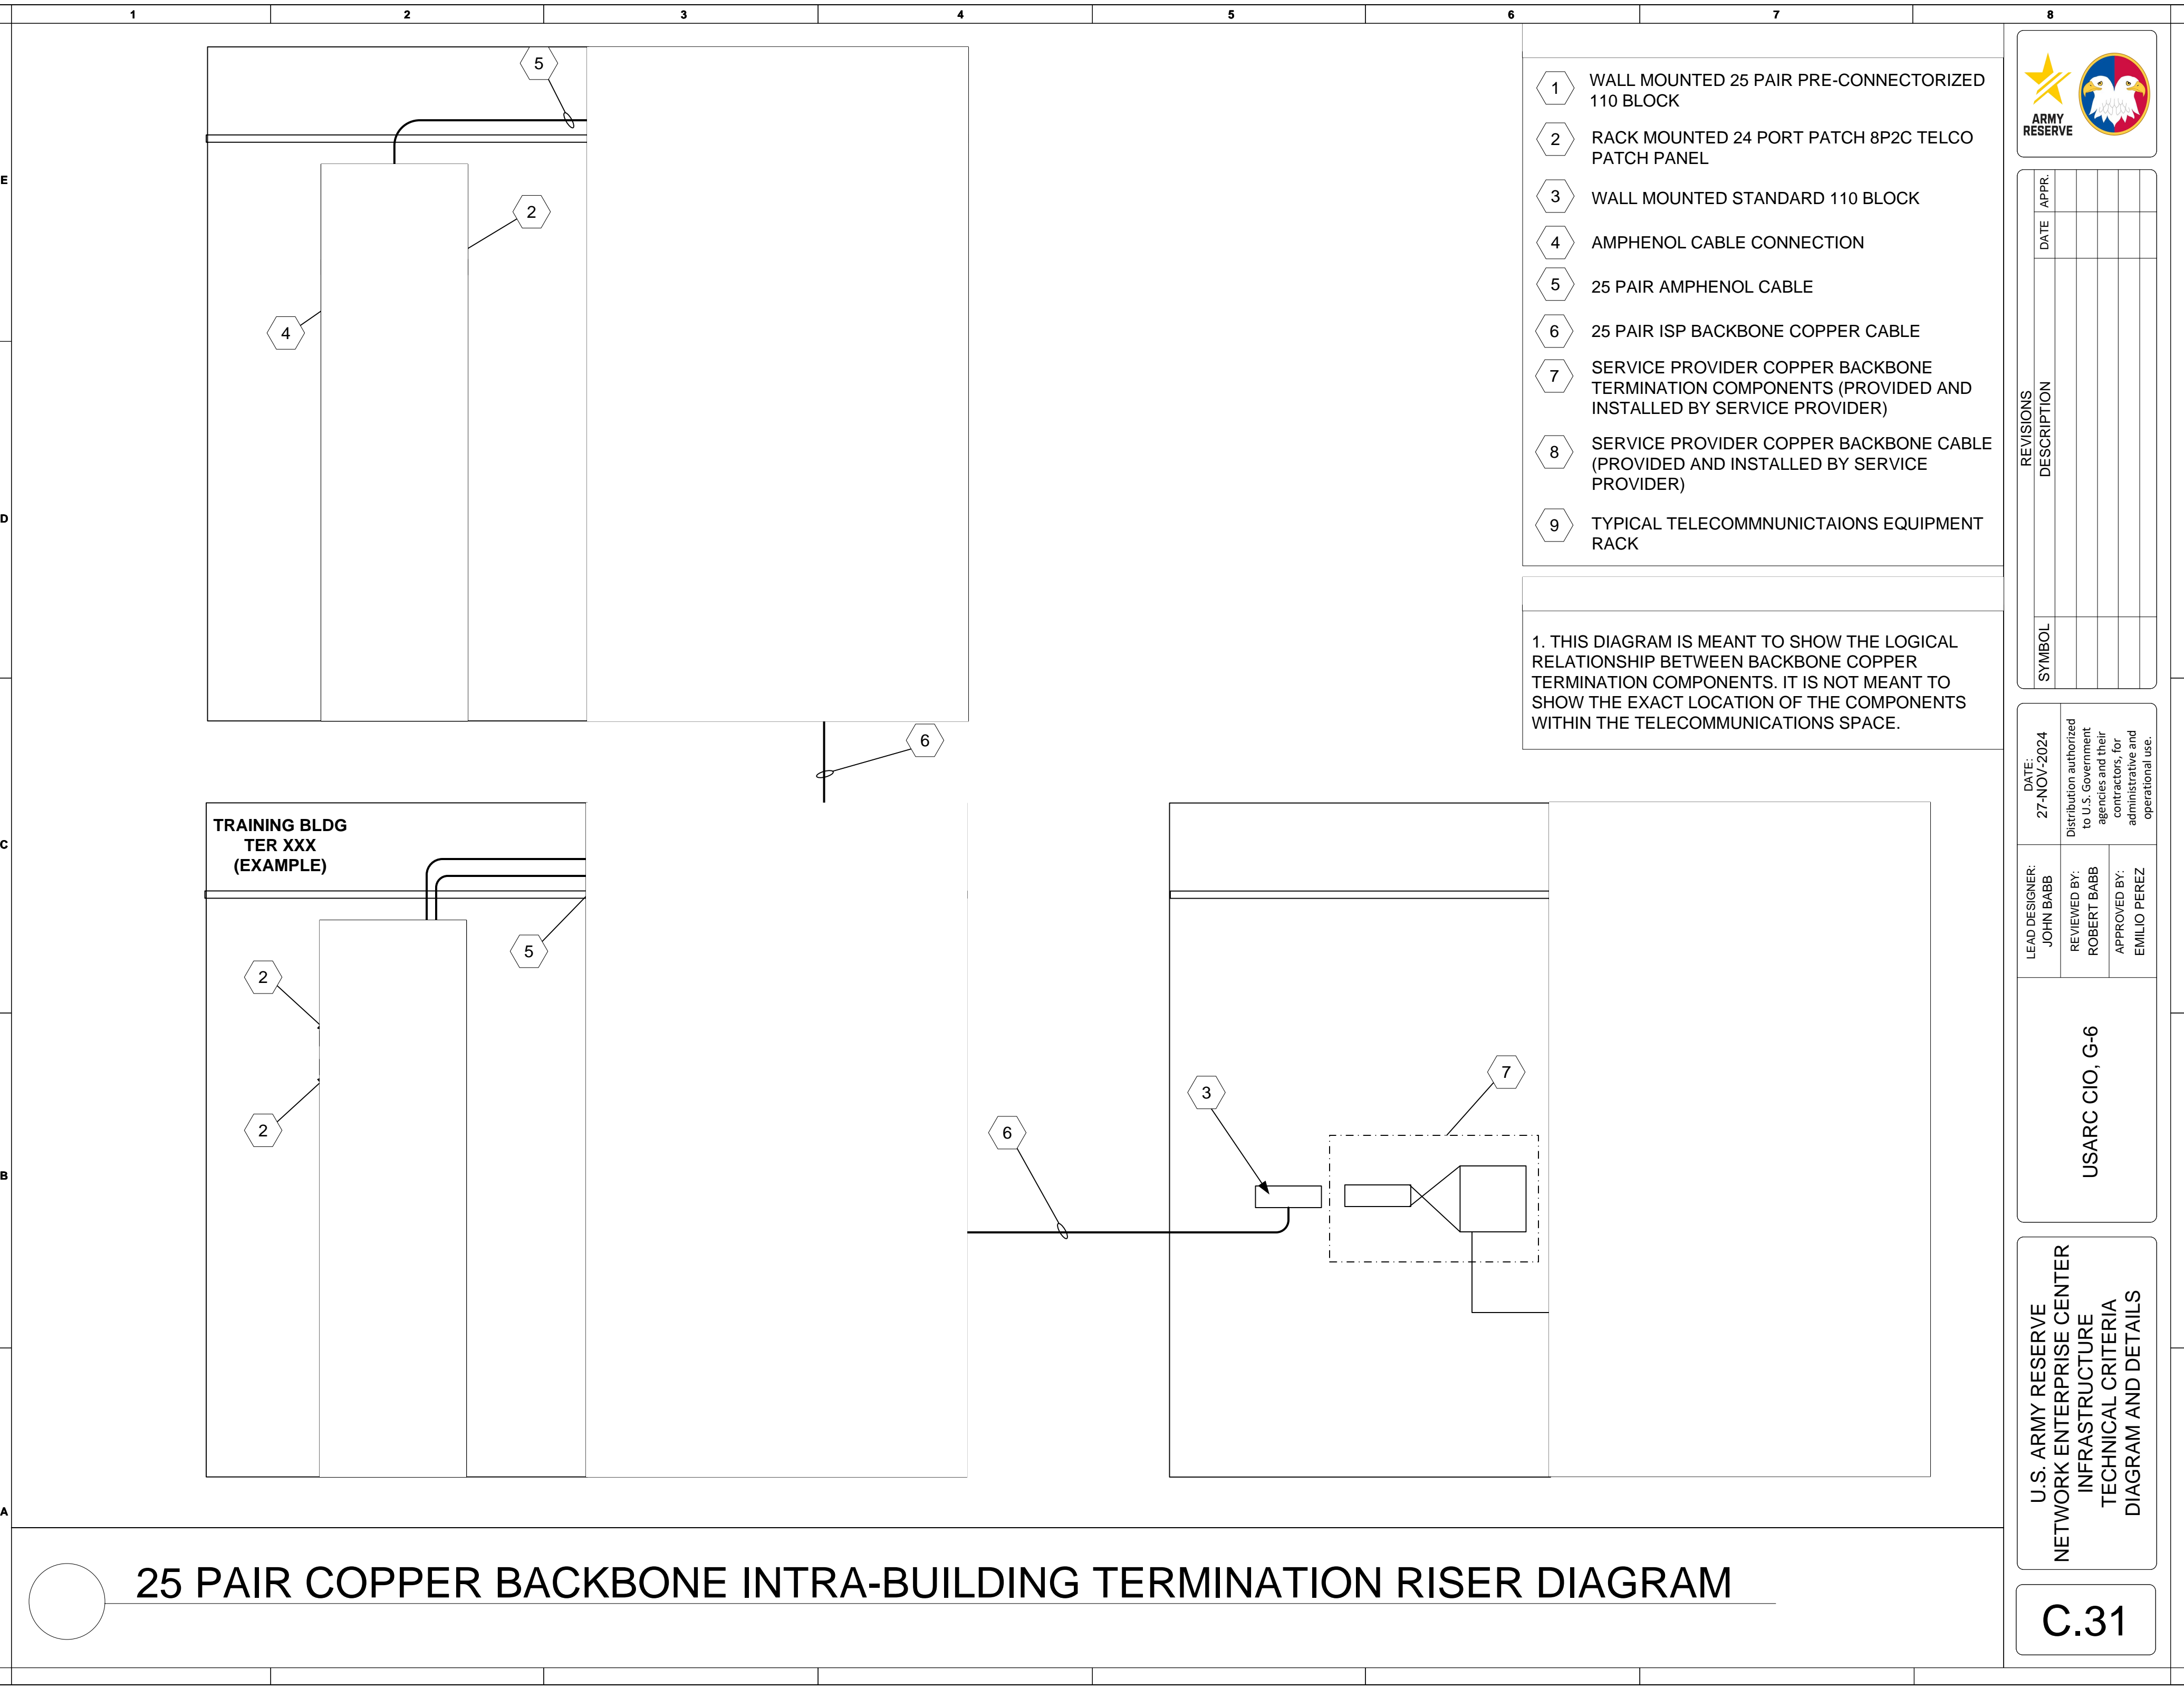 1 2 3 4 5 6 7 8
E
D
C
B
A
5
2
4
6
TRAINING BLDG
TER XXX
(EXAMPLE)
5
2
2
6
3
7
1 WALL MOUNTED 25 PAIR PRE-CONNECTORIZED
110 BLOCK
2 RACK MOUNTED 24 PORT PATCH 8P2C TELCO
PATCH PANEL
3 WALL MOUNTED STANDARD 110 BLOCK
4 AMPHENOL CABLE CONNECTION
5 25 PAIR AMPHENOL CABLE
6 25 PAIR ISP BACKBONE COPPER CABLE
7 SERVICE PROVIDER COPPER BACKBONE
TERMINATION COMPONENTS (PROVIDED AND
INSTALLED BY SERVICE PROVIDER)
8 SERVICE PROVIDER COPPER BACKBONE CABLE
(PROVIDED AND INSTALLED BY SERVICE
PROVIDER)
9 TYPICAL TELECOMMNUNICTAIONS EQUIPMENT
RACK
1. THIS DIAGRAM IS MEANT TO SHOW THE LOGICAL
RELATIONSHIP BETWEEN BACKBONE COPPER
TERMINATION COMPONENTS. IT IS NOT MEANT TO
SHOW THE EXACT LOCATION OF THE COMPONENTS
WITHIN THE TELECOMMUNICATIONS SPACE.
ARMY
RESERVE
REVISIONS
SYMBOL DESCRIPTION DATE APPR.
DATE:
27-NOV-2024
Distribution authorized
to U.S. Government
agencies and their
contractors, for
administrative and
operational use.
LEAD DESIGNER:
JOHN BABB
REVIEWED BY:
ROBERT BABB
APPROVED BY:
EMILIO PEREZ
USARC CIO, G-6
U.S. ARMY RESERVE
NETWORK ENTERPRISE CENTER
INFRASTRUCTURE
TECHNICAL CRITERIA
DIAGRAM AND DETAILS
C.31
25 PAIR COPPER BACKBONE INTRA-BUILDING TERMINATION RISER DIAGRAM